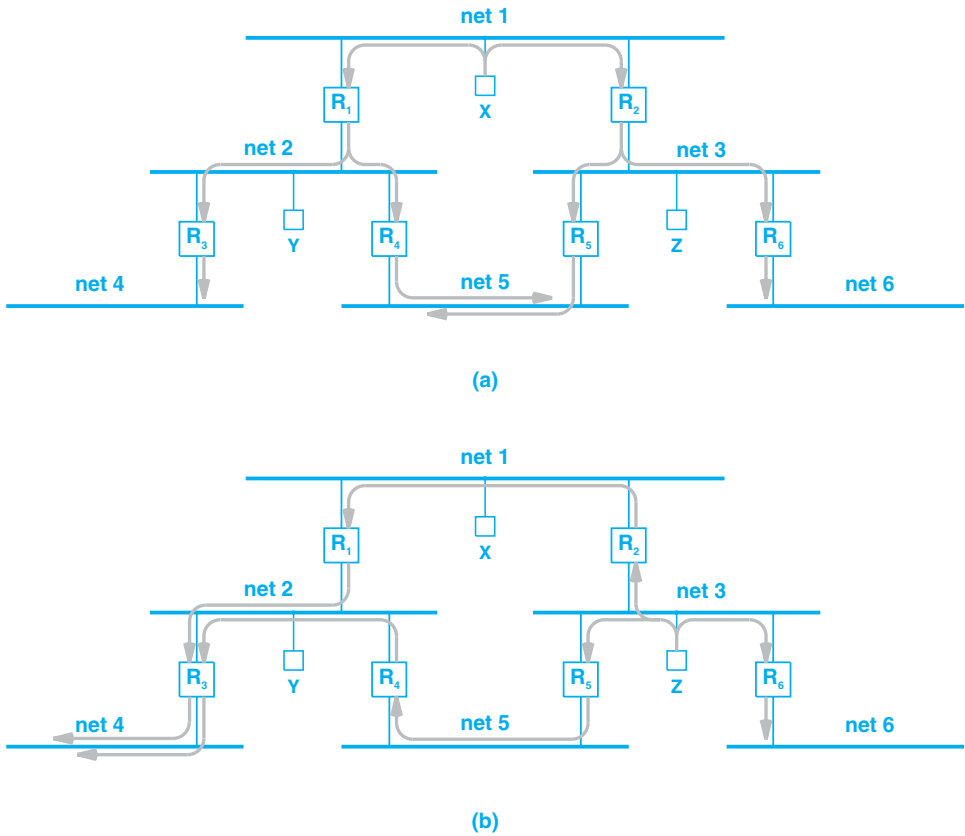 net 1
R1
X
R2
net 2
net 3
R3
Y
R4
R5
Z
R6
net 4
net 5
net 6
(a)
net 1
R1
X
R2
net 2
net 3
R3
Y
R4
R5
Z
R6
net 4
net 5
net 6
(b)